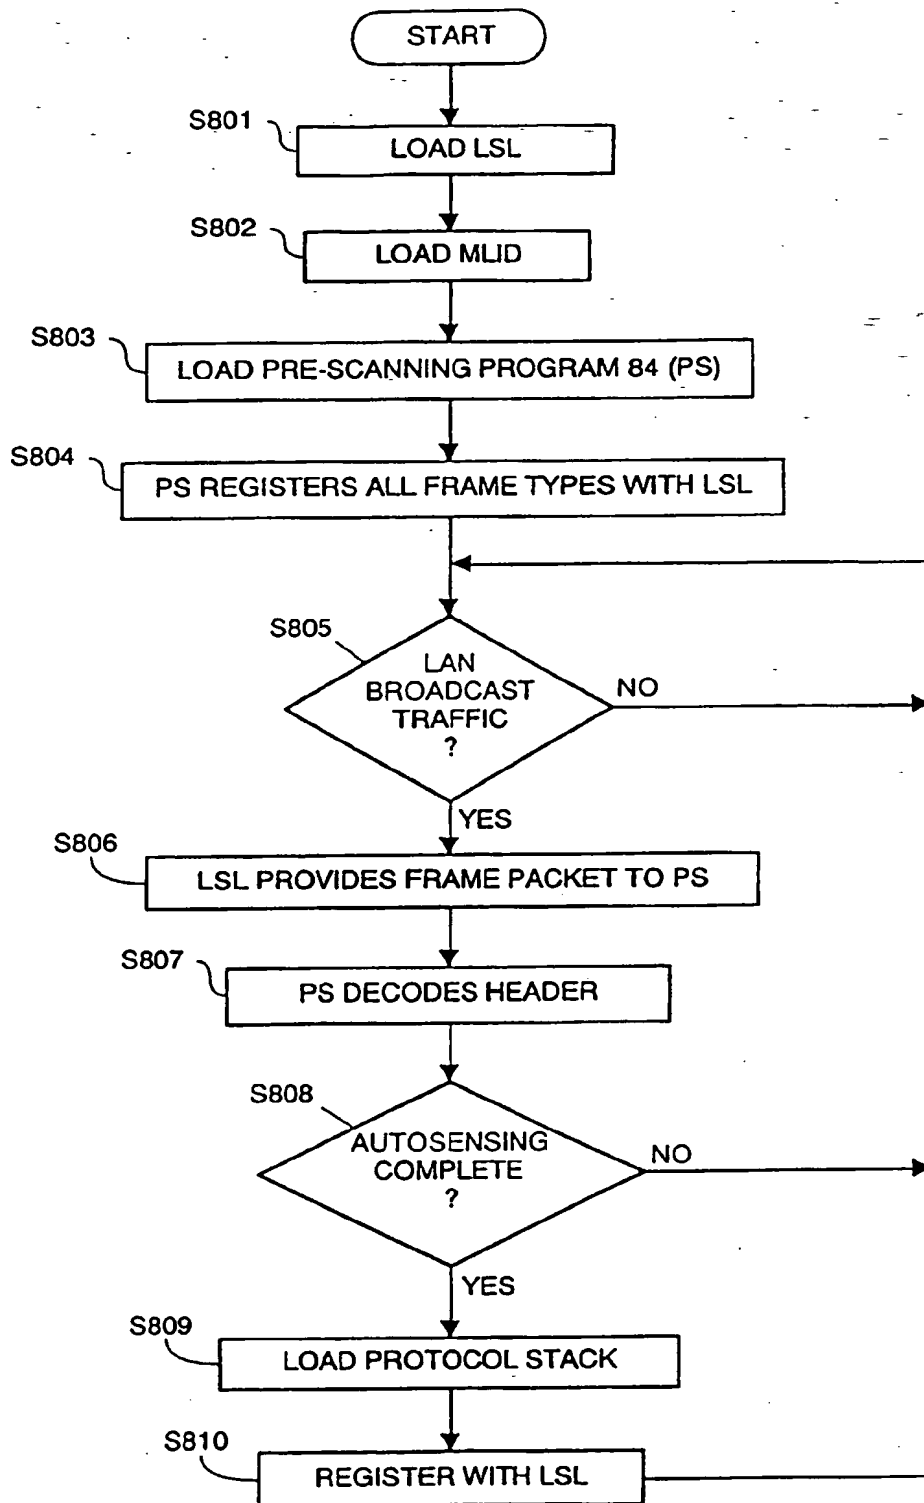 START
S801
LOAD LSL
S802
LOAD MLID
S803
LOAD PRE-SCANNING PROGRAM 84 (PS)
S804
PS REGISTERS ALL FRAME TYPES WITH LSL
S805
LAN
BROADCAST
TRAFFIC
?
NO
YES
S806
LSL PROVIDES FRAME PACKET TO PS
S807
PS DECODES HEADER
S808
AUTOSENSING
COMPLETE
?
NO
YES
S809
LOAD PROTOCOL STACK
S810
REGISTER WITH LSL